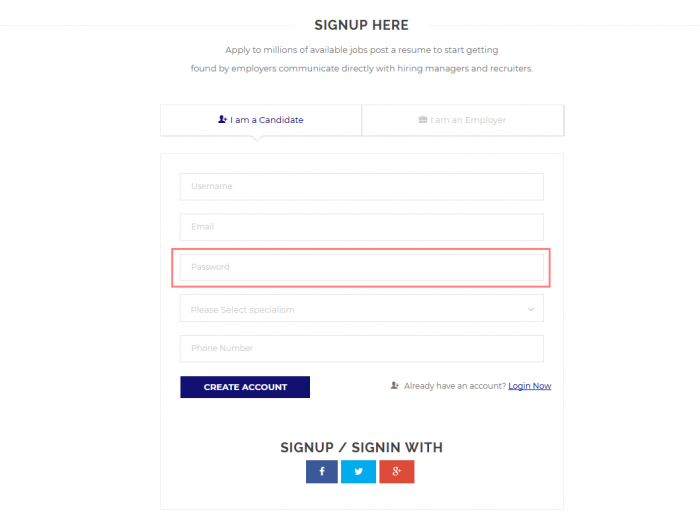 SIGNUP HERE
Apply to millions of available jobs post a resume to start getting
found by employers communicate directly with hiring managers and recruiters.
I am a Candidate
I am an Employer
Username
Email
Password
Please Select specialism
Phone Number
CREATE ACCOUNT
Already have an account? Login Now
SIGNUP / SIGNIN WITH